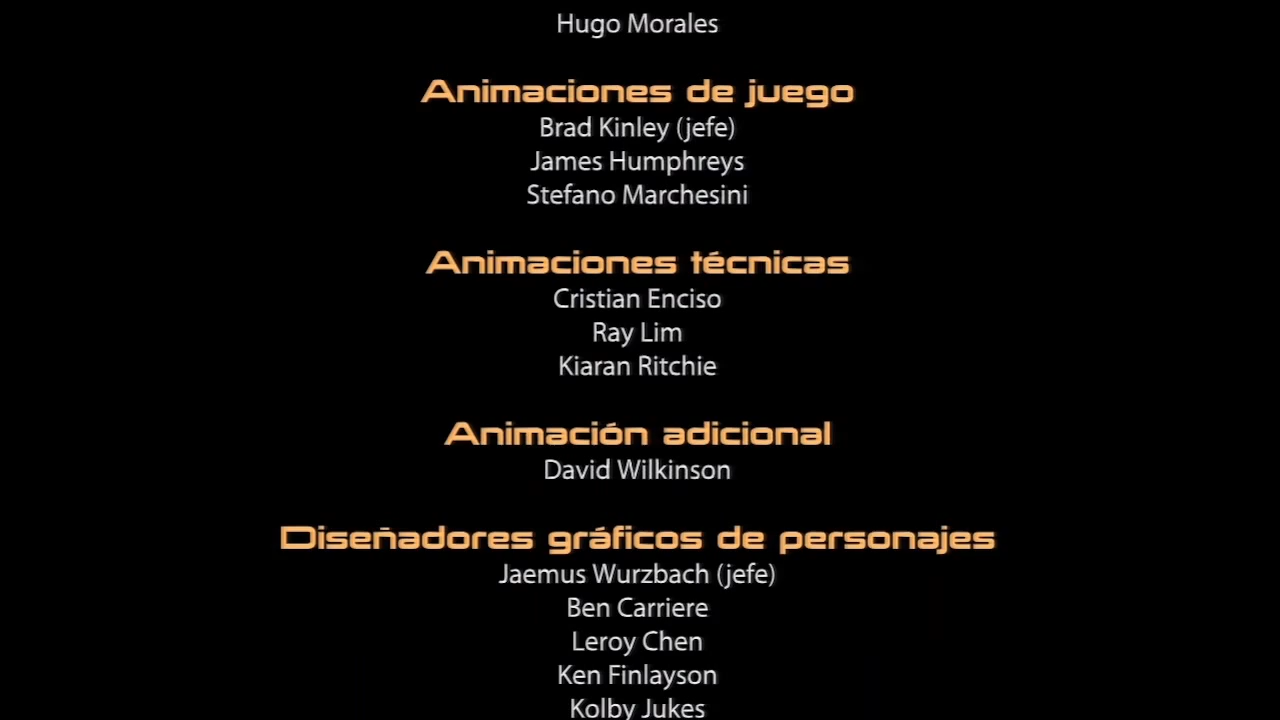 Hugo Morales
Animaciones de juego
Brad Kinley (jefe)
James Humphreys
Stefano Marchesini
Animaciones técnicas
Cristian Enciso
Ray Lim
Kiaran Ritchie
Animación adicional
David Wilkinson
Diseñadores gráficos de personajes
Jaemus Wurzbach (jefe)
Ben Carriere
Leroy Chen
Ken Finlayson
Kolby Jukes